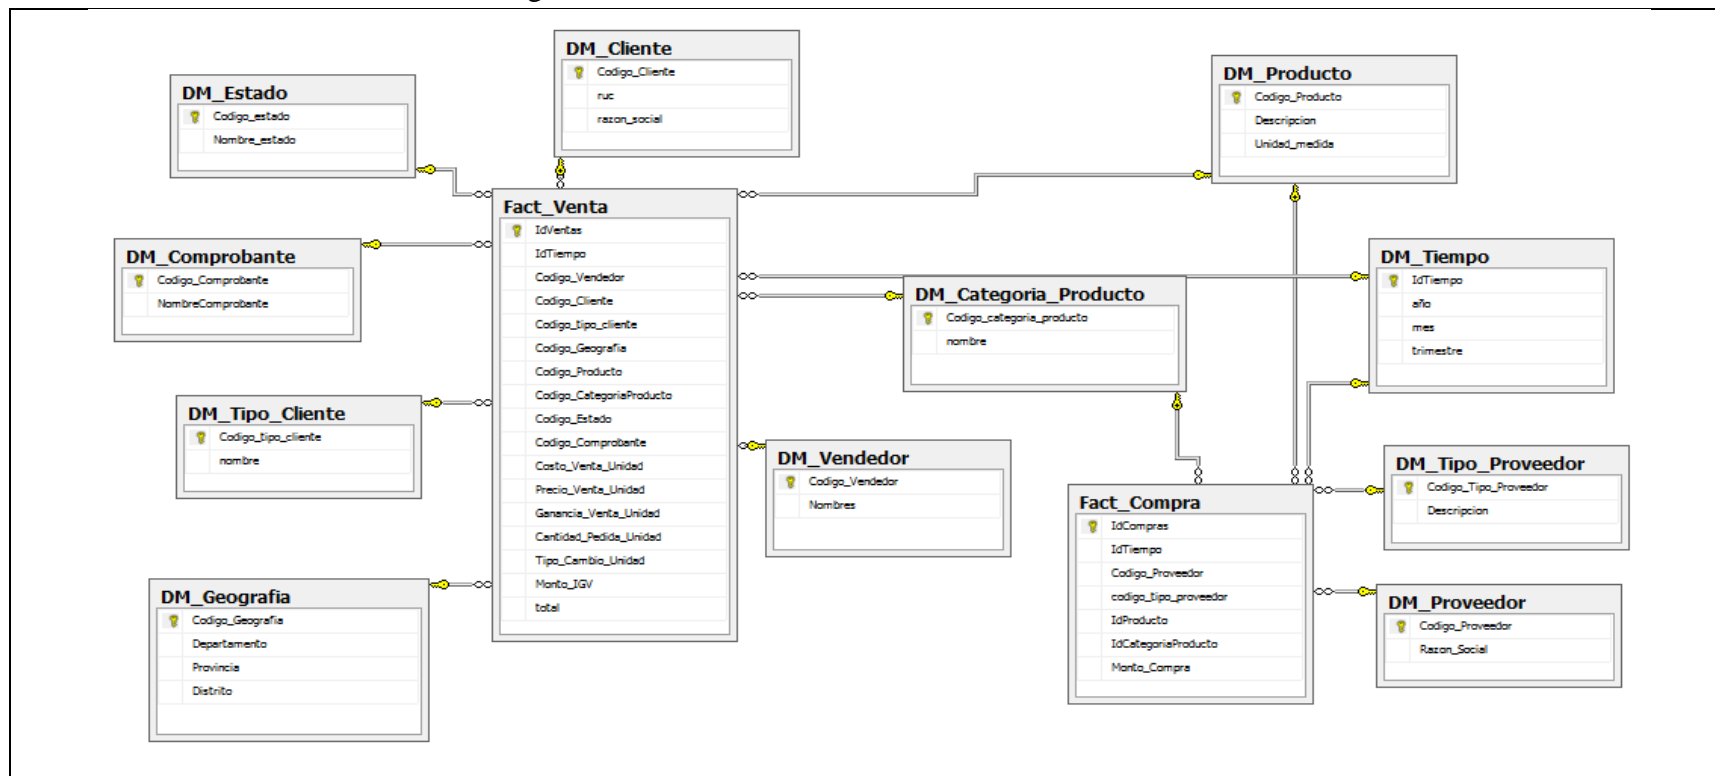 DM_Cliente
Codigo_Cliente
ruc
razon_social
DM_Producto
Codigo_Producto
Descripcion
Unidad_medida
DM_Estado
Codigo_estado
Nombre_estado
Fact_Venta
IdVentas
IdTiempo
Codigo_Vendedor
Codigo_Cliente
Codigo_tipo_cliente
Codigo_Geografia
Codigo_Producto
Codigo_CategoriaProducto
Codigo_Estado
Codigo_Comprobante
Costo_Venta_Unidad
Precio_Venta_Unidad
Ganancia_Venta_Unidad
Cantidad_Pedida_Unidad
Tipo_Cambio_Unidad
Monto_IGV
total
DM_Comprobante
Codigo_Comprobante
NombreComprobante
DM_Tiempo
IdTiempo
año
mes
trimestre
DM_Categoria_Producto
Codigo_categoria_producto
nombre
DM_Tipo_Cliente
Codigo_tipo_cliente
nombre
DM_Vendedor
Codigo_Vendedor
Nombres
DM_Tipo_Proveedor
Codigo_Tipo_Proveedor
Descripcion
Fact_Compra
IdCompras
IdTiempo
Codigo_Proveedor
codigo_tipo_proveedor
IdProducto
IdCategoriaProducto
Monto_Compra
DM_Geografia
Codigo_Geografia
Departamento
Provincia
Distrito
DM_Proveedor
Codigo_Proveedor
Razon_Social